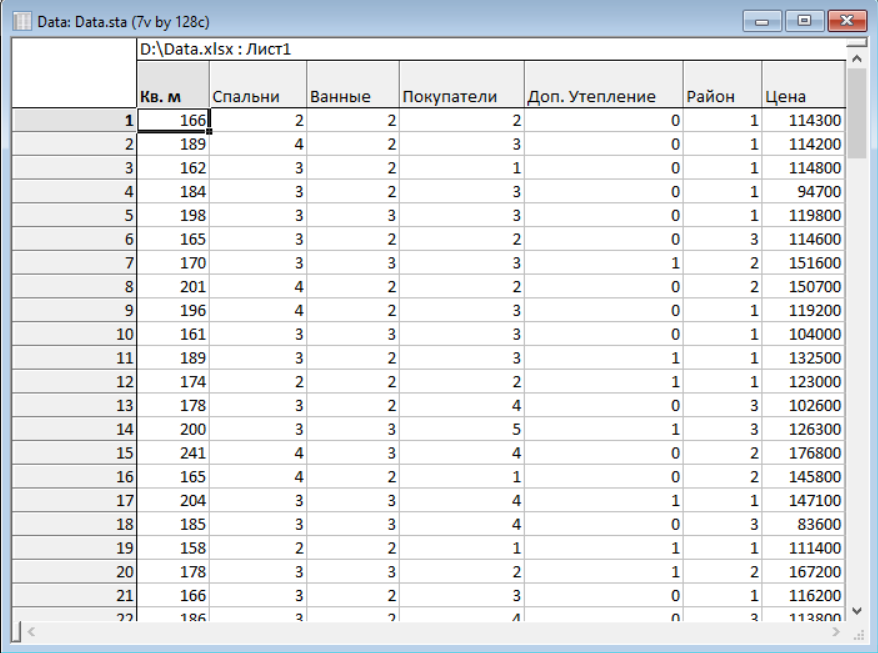 Data: Data.sta (7v by 128c)
D:\Data.xlsx : Лист1
Кв. м Спальни Ванные Покупатели Доп. Утепление Район Цена
1 166 2 2 2 0 1 114300
2 189 4 2 3 0 1 114200
3 162 3 2 1 0 1 114800
4 184 3 2 3 0 1 94700
5 198 3 3 3 0 1 119800
6 165 3 2 2 0 3 114600
7 170 3 3 3 1 2 151600
8 201 4 2 2 0 2 150700
9 196 4 2 3 0 1 119200
10 161 3 3 3 0 1 104000
11 189 3 2 3 1 1 132500
12 174 2 2 2 1 1 123000
13 178 3 2 4 0 3 102600
14 200 3 3 5 1 3 126300
15 241 4 3 4 0 2 176800
16 165 4 2 1 0 2 145800
17 204 3 3 4 1 1 147100
18 185 3 3 4 0 3 83600
19 158 2 2 1 1 1 111400
20 178 3 3 2 1 2 167200
21 166 3 2 3 0 1 116200
22 186 3 2 4 0 3 113800